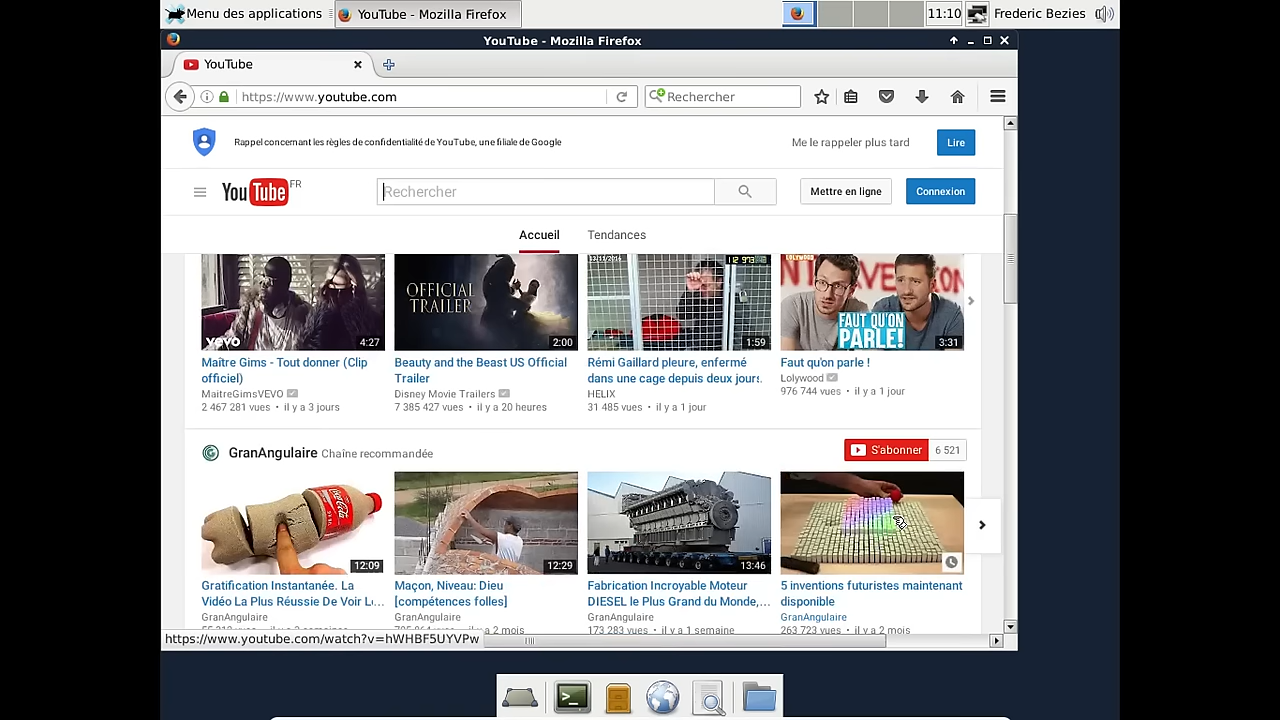 Menu des applications
YouTube - Mozilla Firefox
11:10
Frederic Bezies
YouTube - Mozilla Firefox
YouTube
https://www.youtube.com
Rechercher
Rappel concernant les règles de confidentialité de YouTube, une filiale de Google
Me le rappeler plus tard
Lire
YouTube FR
Rechercher
Mettre en ligne
Connexion
Accueil
Tendances
vevo
4:27
OFFICIAL
TRAILER
2:00
13/11/2016
1:59
LOLYWOOD
FAUT QU'ON
PARLE!
3:31
Maître Gims - Tout donner (Clip
officiel)
MaitreGimsVEVO
2 467 281 vues • il y a 3 jours
Beauty and the Beast US Official
Trailer
Disney Movie Trailers
7 385 427 vues • il y a 20 heures
Rémi Gaillard pleure, enfermé
dans une cage depuis deux jours.
HELIX
31 485 vues • il y a 1 jour
Faut qu'on parle !
Lolywood
976 744 vues • il y a 1 jour
GranAngulaire Chaîne recommandée
S'abonner
6 521
Coca-Cola
12:09
12:29
13:46
Gratification Instantanée. La
Vidéo La Plus Réussie De Voir L...
GranAngulaire
Maçon, Niveau: Dieu
[compétences folles]
GranAngulaire
Fabrication Incroyable Moteur
DIESEL le Plus Grand du Monde,...
GranAngulaire
173 283 vues • il y a 1 semaine
5 inventions futuristes maintenant
disponible
GranAngulaire
263 723 vues • il y a 2 mois
https://www.youtube.com/watch?v=hWHBF5UYVPw